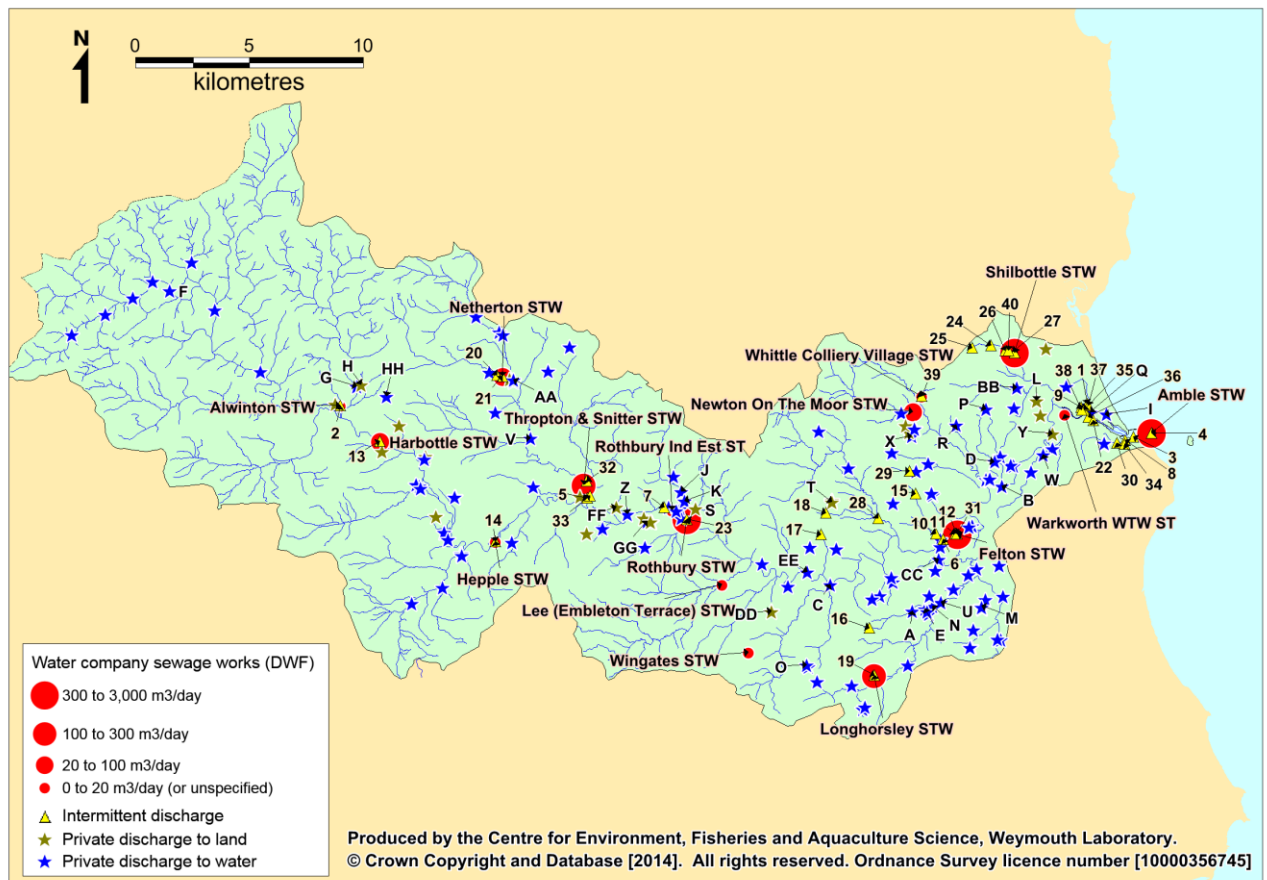 N
0 5 10
kilometres
Shilbottle STW
26 40
24 27
25
F
Netherton STW
20
Whittle Colliery Village STW
39
38 1 37 35 Q
36
H HH
G
BB L 9
I Amble STW
Alwinton STW
21 AA
Newton On The Moor STW
P
2
Thropton & Snitter STW
4
13 Harbottle STW
V
Rothbury Ind Est ST
X R
Y
3
32
J
29
D
W
22 30 8
34
5 Z 7 K
T
15
B
33 FF
S 23
18 28
12 31
Warkworth WTW ST
14
GG
17
10 11
Felton STW
Hepple STW
Rothbury STW
EE
6
CC
Lee (Embleton Terrace) STW
DD
C
16
A E N U M
Wingates STW
O
19
Longhorsley STW
Water company sewage works (DWF)
300 to 3,000 m3/day
100 to 300 m3/day
20 to 100 m3/day
0 to 20 m3/day (or unspecified)
Intermittent discharge
Private discharge to land
Private discharge to water
Produced by the Centre for Environment, Fisheries and Aquaculture Science, Weymouth Laboratory.
© Crown Copyright and Database [2014]. All rights reserved. Ordnance Survey licence number [10000356745]